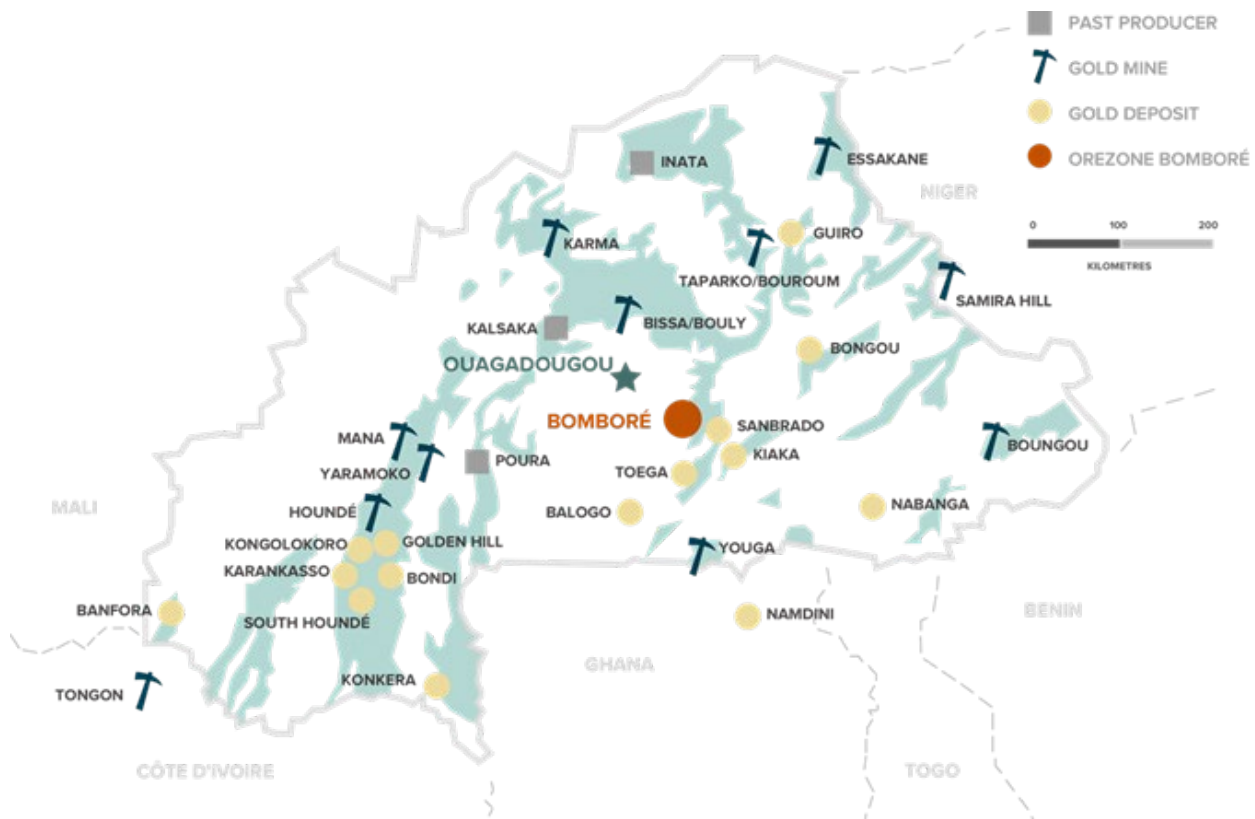 PAST PRODUCER
GOLD MINE
GOLD DEPOSIT
OREZONE BOMBORÉ
0 100 200
KILOMETRES
INATA
ESSAKANE
NIGER
KARMA
GUIRO
TAPARKO/BOUROUM
SAMIRA HILL
KALSAKA
BISSA/BOULY
BONGOU
OUAGADOUGOU
BOMBORÉ
SANBRADO
MANA
BOUNGOU
YARAMOKO
POURA
KIAKA
TOEGA
MALI
HOUNDÉ
BALOGO
NABANGA
KONGOLOKORO
GOLDEN HILL
YOUGA
KARANKASSO
BONDI
BANFORA
SOUTH HOUNDÉ
NAMDINI
BENIN
GHANA
KONKERA
TONGON
CÔTE D'IVOIRE
TOGO